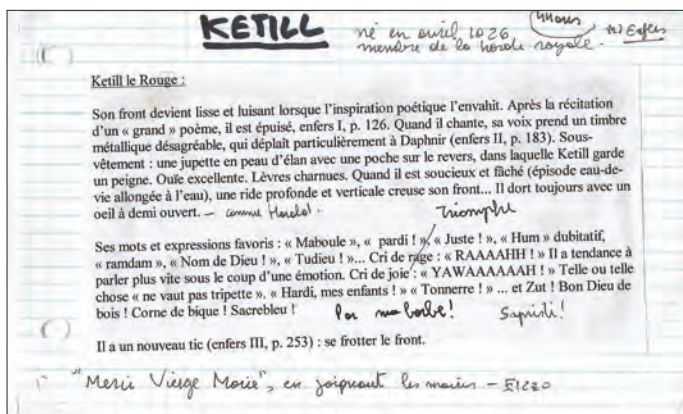 KETILL né en avril 1026,
membre de la horde royale.
Ketill le Rouge :
Son front devient lisse et luisant lorsque l'inspiration poétique l'envahit. Après la récitation
d'un « grand » poème, il est épuisé, enfers I, p. 126. Quand il chante, sa voix prend un timbre
métallique désagréable, qui déplaît particulièrement à Daphnir (enfers II, p. 183). Sous-
vêtement : une jupette en peau d'élan avec une poche sur le revers, dans laquelle Ketill garde
un peigne. Ouïe excellente. Lèvres charnues. Quand il est soucieux et fâché (épisode eau-de-
vie allongée à l'eau), une ride profonde et verticale creuse son front... Il dort toujours avec un
oeil à demi ouvert. – comme Harald.
Triomphe
Ses mots et expressions favoris : « Maboule », « pardi ! », « Juste ! », « Hum » dubitatif,
« ramdam », « Nom de Dieu ! », « Tudieu ! »... Cri de rage : « RAAAAHH ! » Il a tendance à
parler plus vite sous le coup d'une émotion. Cri de joie : « YAWAAAAAAH ! » Telle ou telle
chose « ne vaut pas tripette ». « Hardi, mes enfants ! » « Tonnerre ! » ... et Zut ! Bon Dieu de
bois ! Corne de bique ! Sacrebleu ! Par ma barbe ! Sapristi !
Il a un nouveau tic (enfers III, p. 253) : se frotter le front.
"Merci Vierge Marie", en joignant les mains –